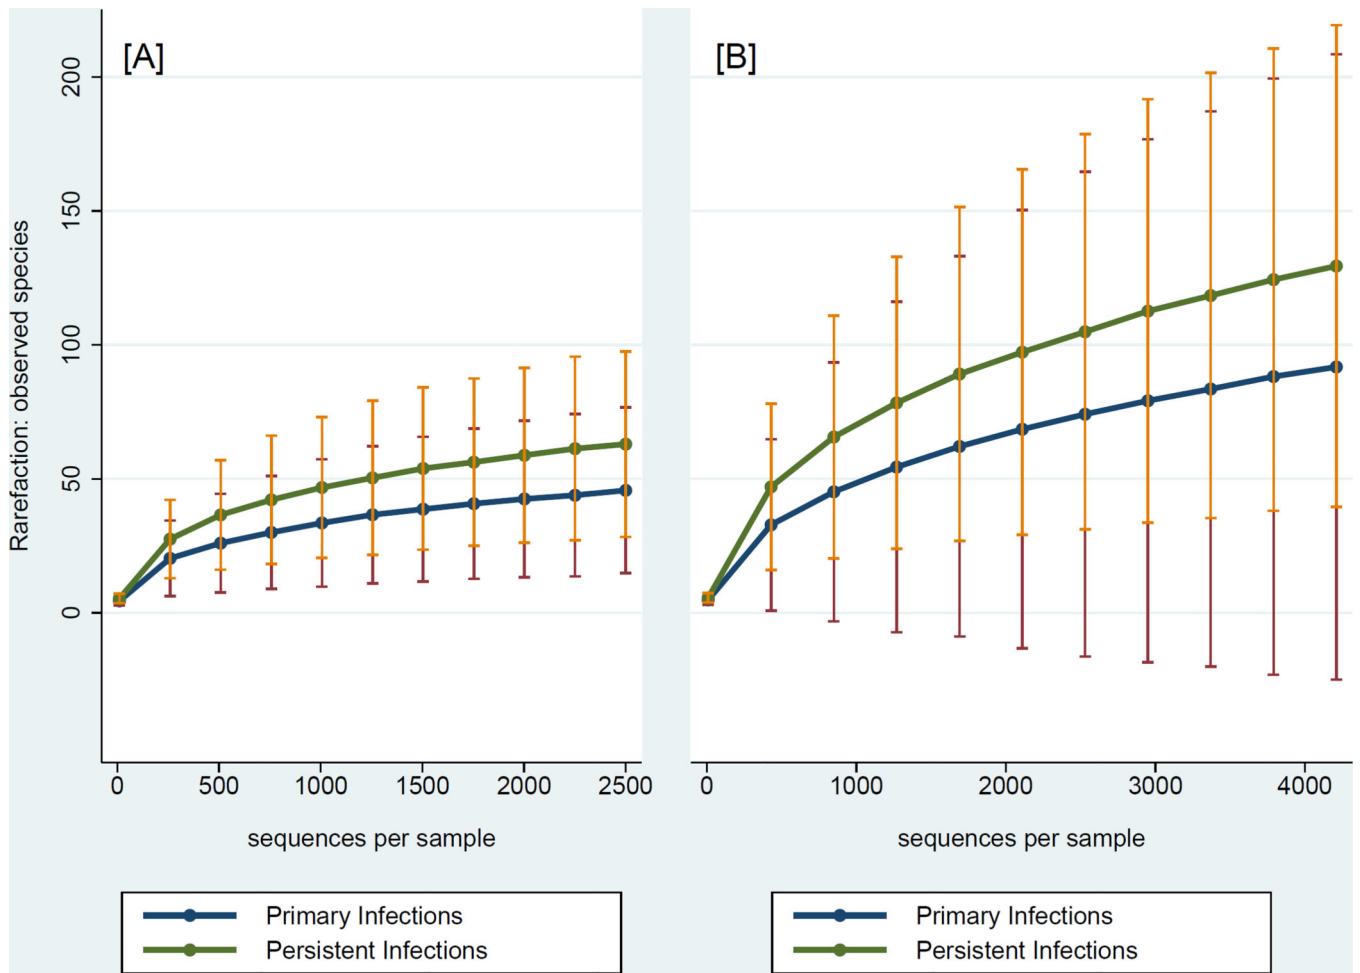 [A]
[B]
Rarefaction: observed species
200
150
100
50
0
0 500 1000 1500 2000 2500
0 1000 2000 3000 4000
sequences per sample
sequences per sample
Primary Infections
Persistent Infections
Primary Infections
Persistent Infections